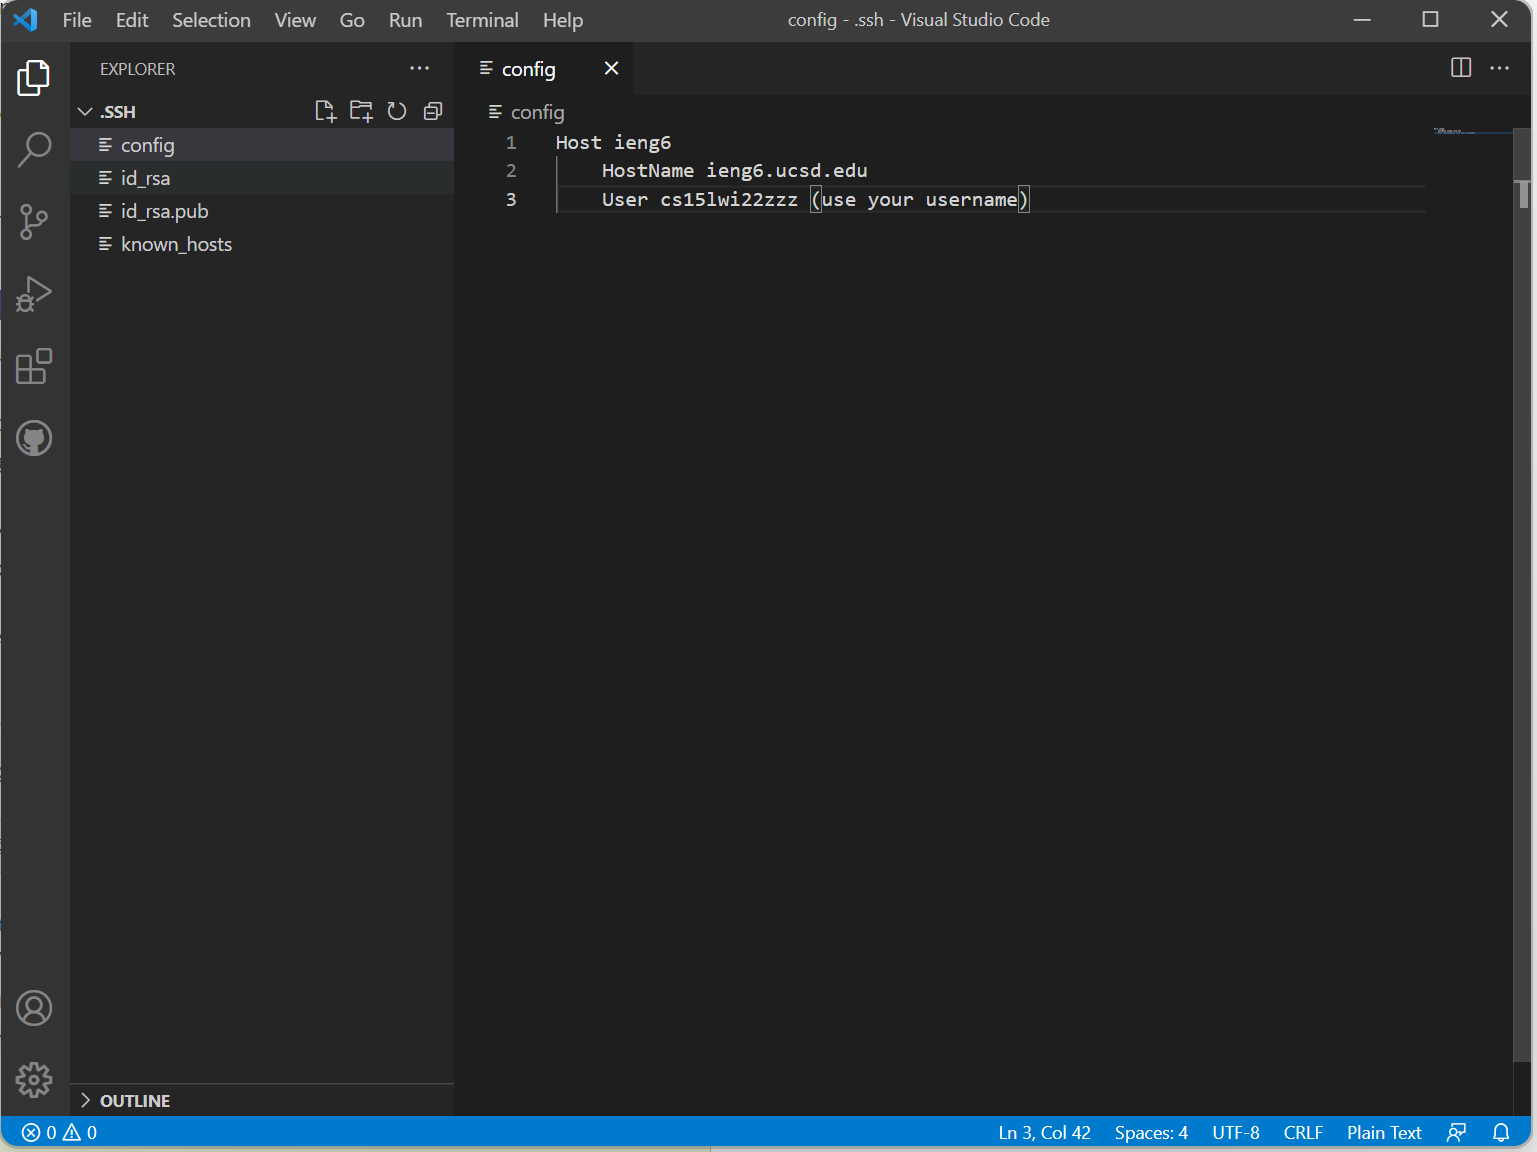 File Edit Selection View Go Run Terminal Help config - .ssh - Visual Studio Code
EXPLORER
.SSH
config
id_rsa
id_rsa.pub
known_hosts
OUTLINE
config
config
1 Host ieng6
2 HostName ieng6.ucsd.edu
3 User cs15lwi22zzz (use your username)
0 0 Ln 3, Col 42 Spaces: 4 UTF-8 CRLF Plain Text